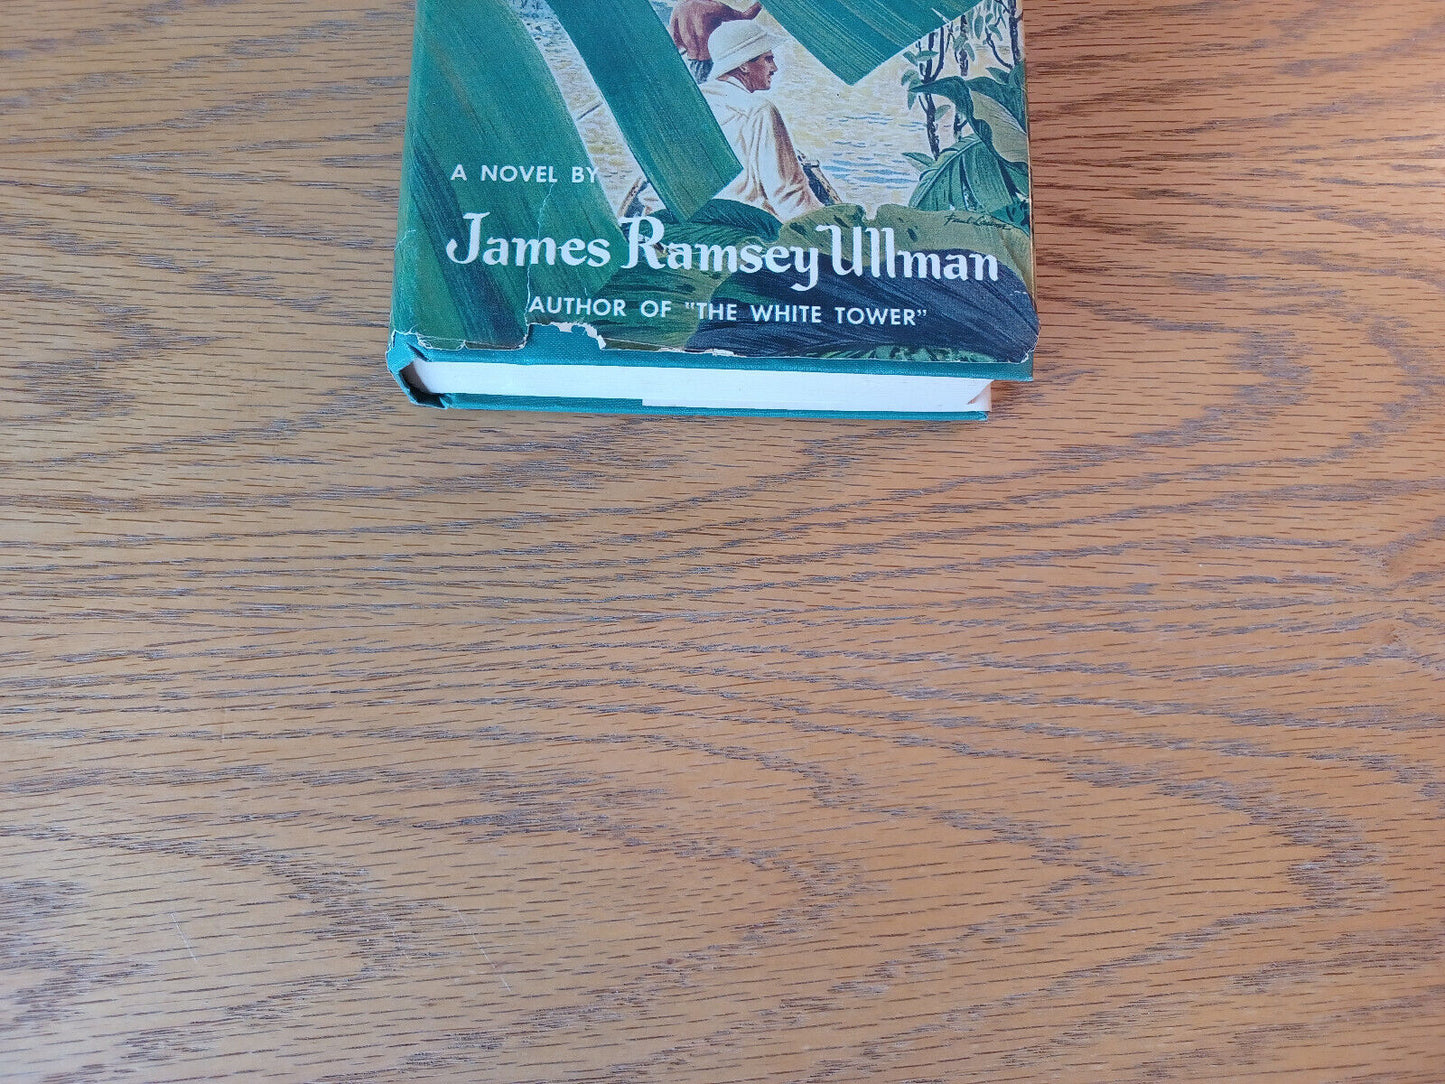 A NOVEL BY
James Ramsey Ullman
AUTHOR OF "THE WHITE TOWER"